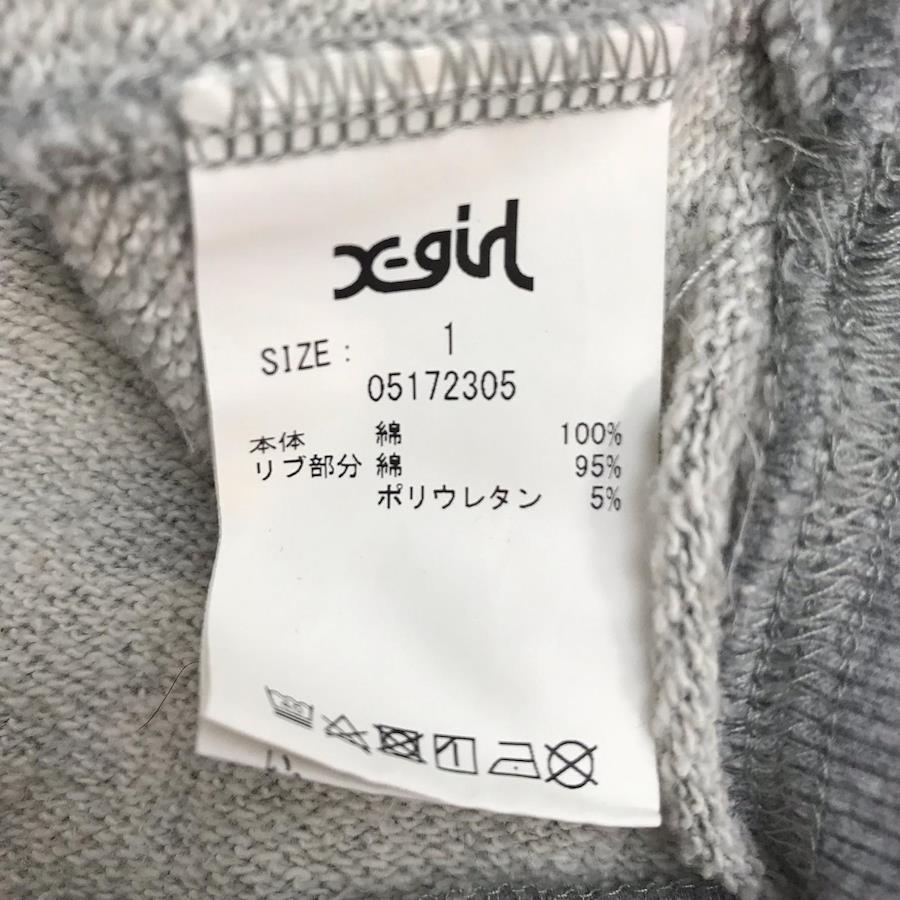 X-girl
SIZE : 1
05172305
本体 綿 100%
リブ部分 綿 95%
ポリウレタン 5%